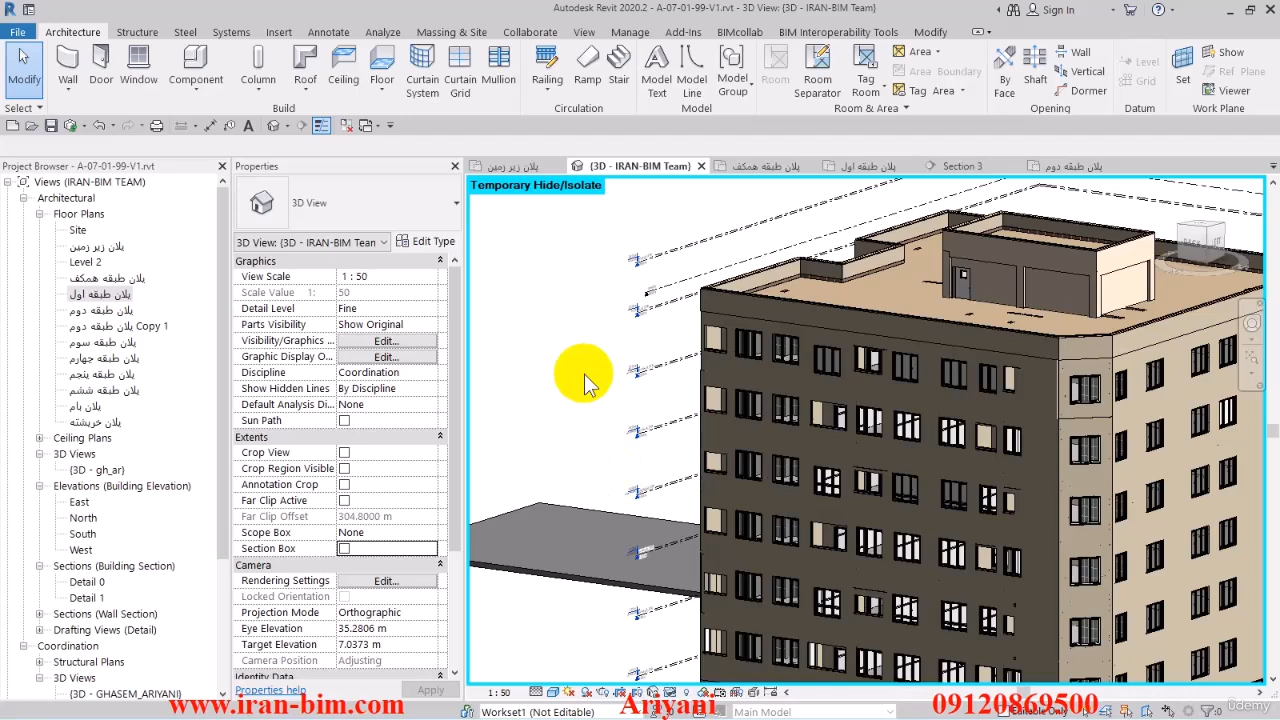 Autodesk Revit 2020.2 - A-07-01-99-V1.rvt - 3D View: {3D - IRAN-BIM Team}
Sign In
File Architecture Structure Steel Systems Insert Annotate Analyze Massing & Site Collaborate View Manage Add-Ins BIMcollab BIM Interoperability Tools Modify
Modify Wall Door Window Component Column Roof Ceiling Floor Curtain System Curtain Grid Mullion Railing Ramp Stair Model Text Model Line Model Group Room Room Separator Tag Room Area Area Boundary Tag Area By Face Shaft Wall Vertical Dormer Level Grid Set Show Ref Plane Viewer
Select Build Circulation Model Room & Area Opening Datum Work Plane
Project Browser - A-07-01-99-V1.rvt
Views (IRAN-BIM TEAM)
Architectural
Floor Plans
Site
پلان زیر زمین
Level 2
پلان طبقه همکف
پلان طبقه اول
پلان طبقه دوم
پلان طبقه دوم Copy 1
پلان طبقه سوم
پلان طبقه چهارم
پلان طبقه پنجم
پلان طبقه ششم
پلان بام
پلان خرپشته
Ceiling Plans
3D Views
{3D - gh_ar}
Elevations (Building Elevation)
East
North
South
West
Sections (Building Section)
Detail 0
Detail 1
Sections (Wall Section)
Drafting Views (Detail)
Coordination
Structural Plans
3D Views
{3D - GHASEM_ARIYANI}
Properties
3D View
3D View: {3D - IRAN-BIM Tean Edit Type
Graphics
View Scale 1 : 50
Scale Value 1: 50
Detail Level Fine
Parts Visibility Show Original
Visibility/Graphics ... Edit...
Graphic Display O... Edit...
Discipline Coordination
Show Hidden Lines By Discipline
Default Analysis Di... None
Sun Path
Extents
Crop View
Crop Region Visible
Annotation Crop
Far Clip Active
Far Clip Offset 304.8000 m
Scope Box None
Section Box
Camera
Rendering Settings Edit...
Locked Orientation
Projection Mode Orthographic
Eye Elevation 35.2806 m
Target Elevation 7.0373 m
Camera Position Adjusting
Identity Data
Properties help Apply
پلان زیر زمین {3D - IRAN-BIM Team} پلان طبقه همکف پلان طبقه اول Section 3 پلان طبقه دوم
Temporary Hide/Isolate
1 : 50
Workset1 (Not Editable) Main Model Editable Only :0
www.iran-bim.com Ariyani 09120869500
Udemy